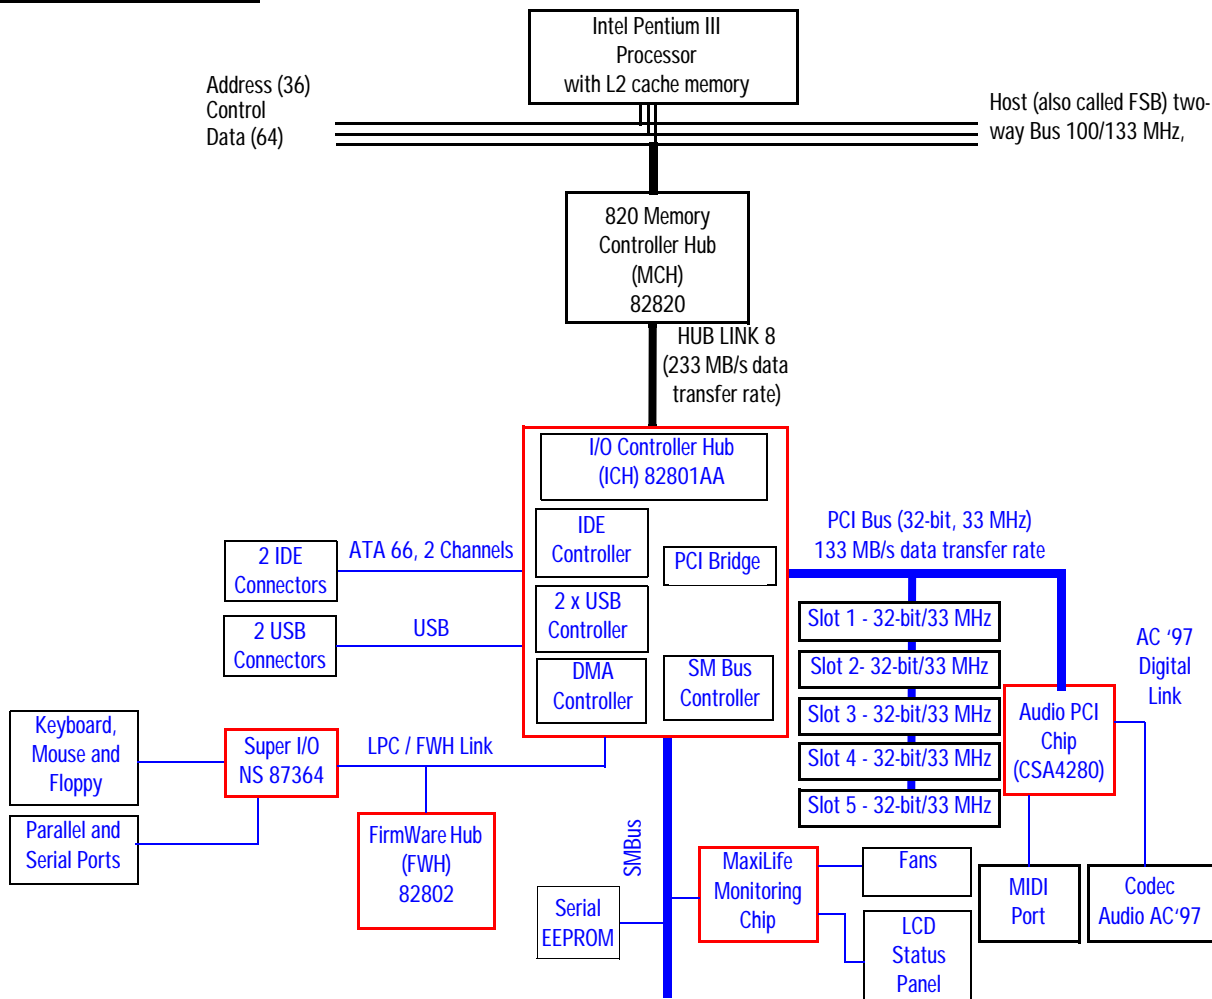 Intel Pentium III
Processor
with L2 cache memory
Address (36)
Control
Data (64)
Host (also called FSB) two-
way Bus 100/133 MHz,
820 Memory
Controller Hub
(MCH)
82820
HUB LINK 8
(233 MB/s data
transfer rate)
I/O Controller Hub
(ICH) 82801AA
IDE
Controller
PCI Bridge
2 x USB
Controller
DMA
Controller
SM Bus
Controller
2 IDE
Connectors
ATA 66, 2 Channels
2 USB
Connectors
USB
PCI Bus (32-bit, 33 MHz)
133 MB/s data transfer rate
Slot 1 - 32-bit/33 MHz
Slot 2- 32-bit/33 MHz
Slot 3 - 32-bit/33 MHz
Slot 4 - 32-bit/33 MHz
Slot 5 - 32-bit/33 MHz
AC ‘97
Digital
Link
Audio PCI
Chip
(CSA4280)
Keyboard,
Mouse and
Floppy
Super I/O
NS 87364
LPC / FWH Link
Parallel and
Serial Ports
FirmWare Hub
(FWH)
82802
SMBus
Serial
EEPROM
MaxiLife
Monitoring
Chip
Fans
LCD
Status
Panel
MIDI
Port
Codec
Audio AC‘97